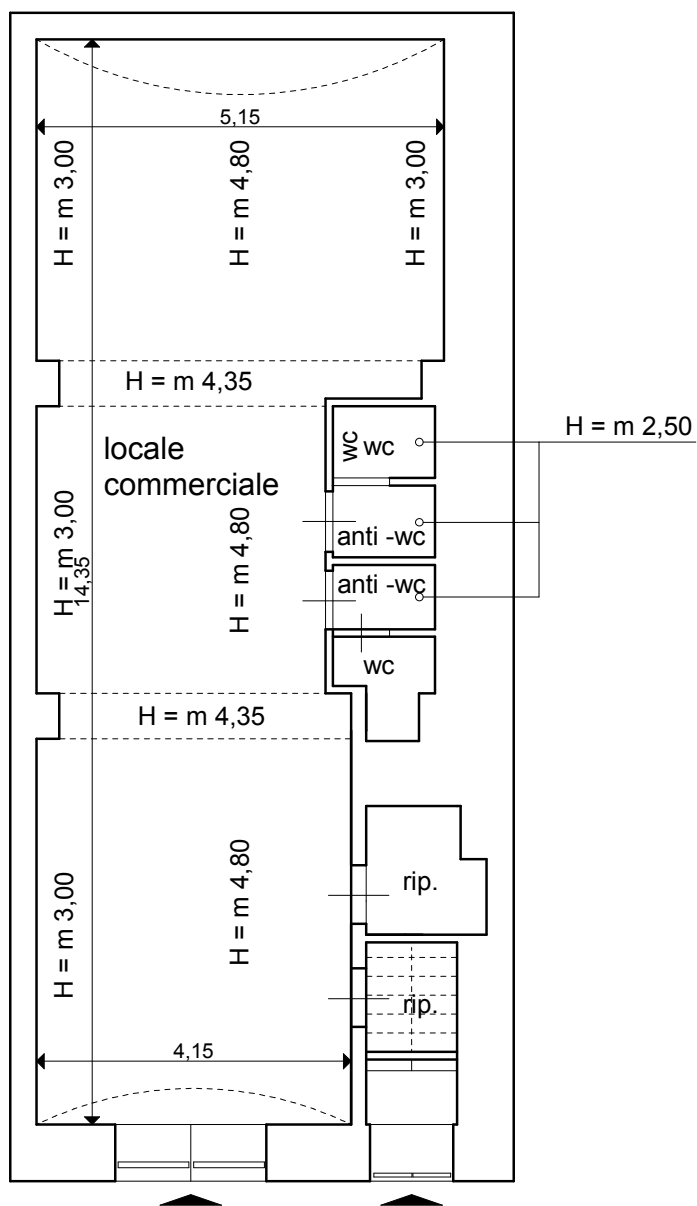 5,15
H = m 3,00
H = m 4,80
H = m 3,00
H = m 4,35
H = m 2,50
locale
commerciale
wc
wc
H = m 3,00
14,35
H = m 4,80
anti -wc
anti -wc
wc
H = m 4,35
H = m 3,00
H = m 4,80
rip.
rip.
4,15